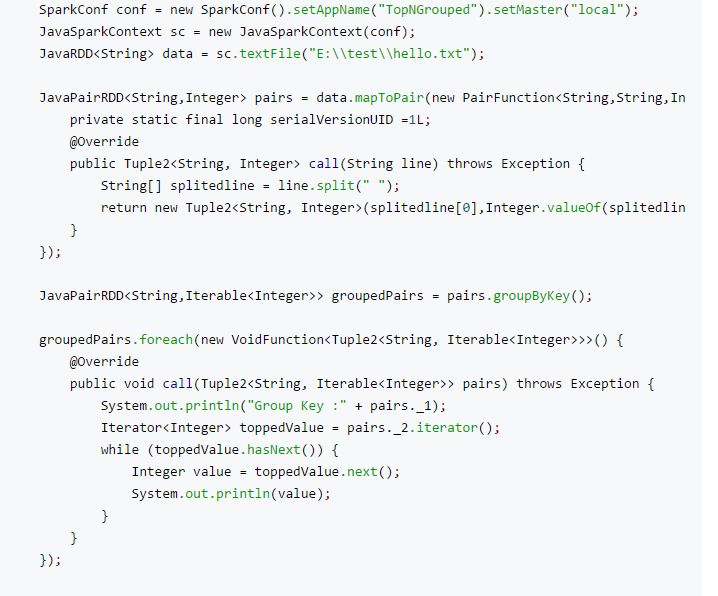 SparkConf conf = new SparkConf().setAppName("TopNGrouped").setMaster("local");
JavaSparkContext sc = new JavaSparkContext(conf);
JavaRDD<String> data = sc.textFile("E:\\test\\hello.txt");
JavaPairRDD<String,Integer> pairs = data.mapToPair(new PairFunction<String,String,In
private static final long serialVersionUID =1L;
@Override
public Tuple2<String, Integer> call(String line) throws Exception {
String[] splitedline = line.split(" ");
return new Tuple2<String, Integer>(splitedline[0],Integer.valueOf(splitedlin
}
});
JavaPairRDD<String,Iterable<Integer>> groupedPairs = pairs.groupByKey();
groupedPairs.foreach(new VoidFunction<Tuple2<String, Iterable<Integer>>>() {
@Override
public void call(Tuple2<String, Iterable<Integer>> pairs) throws Exception {
System.out.println("Group Key :" + pairs._1);
Iterator<Integer> toppedValue = pairs._2.iterator();
while (toppedValue.hasNext()) {
Integer value = toppedValue.next();
System.out.println(value);
}
}
});